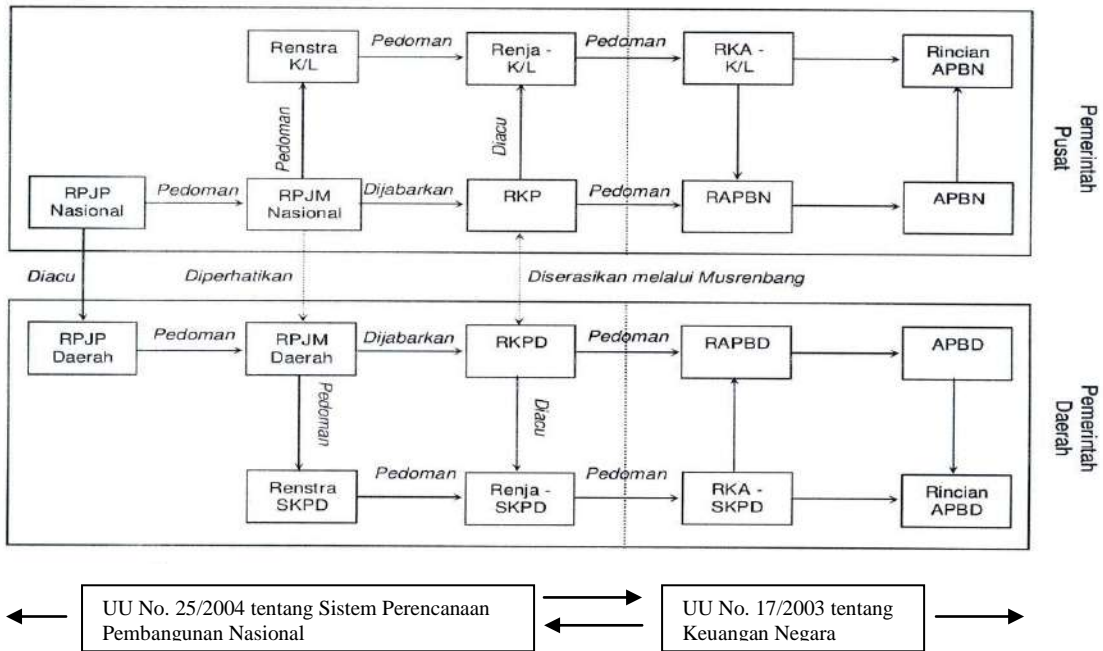 Pedoman
Pedoman
Renstra
K/L
Renja -
K/L
RKA -
K/L
Rincian
APBN
Pedoman
Diacu
Pemerintah
Pusat
RPJP
Nasional
Pedoman
RPJM
Nasional
Dijabarkan
RKP
Pedoman
RAPBN
APBN
Diacu
Diperhatikan
Diserasikan melalui Musrenbang
RPJP
Daerah
Pedoman
RPJM
Daerah
Dijabarkan
RKPD
Pedoman
RAPBD
APBD
Pedoman
Diacu
Pemerintah
Daerah
Renstra
SKPD
Pedoman
Renja -
SKPD
Pedoman
RKA -
SKPD
Rincian
APBD
UU No. 25/2004 tentang Sistem Perencanaan
Pembangunan Nasional
UU No. 17/2003 tentang
Keuangan Negara